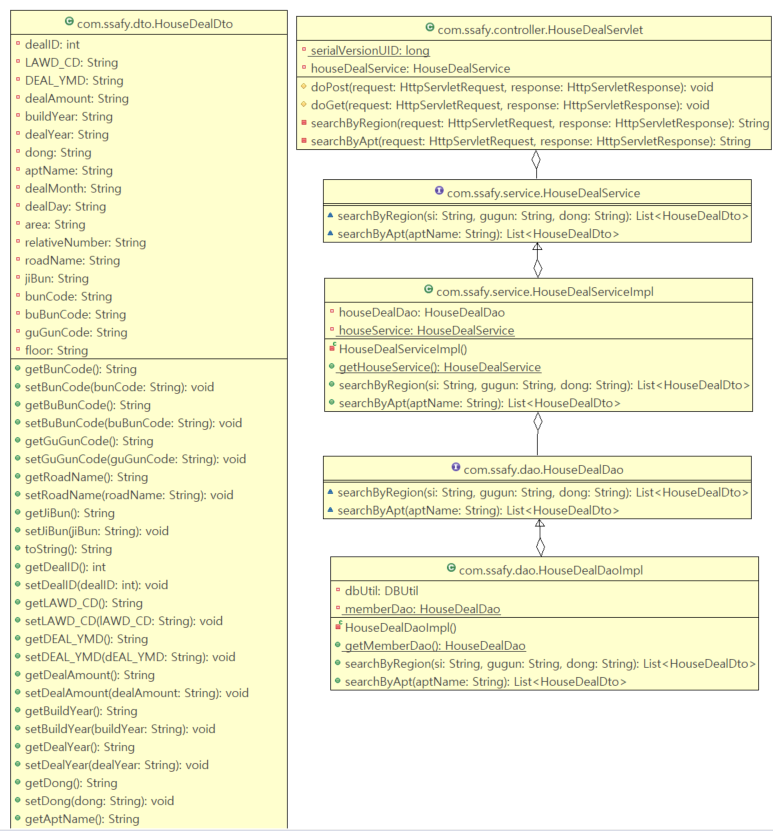 com.ssafy.dto.HouseDealDto
dealID: int
LAWD_CD: String
DEAL_YMD: String
dealAmount: String
buildYear: String
dealYear: String
dong: String
aptName: String
dealMonth: String
dealDay: String
area: String
relativeNumber: String
roadName: String
jiBun: String
bunCode: String
buBunCode: String
guGunCode: String
floor: String
getBunCode(): String
setBunCode(bunCode: String): void
getBuBunCode(): String
setBuBunCode(buBunCode: String): void
getGuGunCode(): String
setGuGunCode(guGunCode: String): void
getRoadName(): String
setRoadName(roadName: String): void
getJiBun(): String
setJiBun(jiBun: String): void
toString(): String
getDealID(): int
setDealID(dealID: int): void
getLAWD_CD(): String
setLAWD_CD(lAWD_CD: String): void
getDEAL_YMD(): String
setDEAL_YMD(dEAL_YMD: String): void
getDealAmount(): String
setDealAmount(dealAmount: String): void
getBuildYear(): String
setBuildYear(buildYear: String): void
getDealYear(): String
setDealYear(dealYear: String): void
getDong(): String
setDong(dong: String): void
getAptName(): String
com.ssafy.controller.HouseDealServlet
serialVersionUID: long
houseDealService: HouseDealService
doPost(request: HttpServletRequest, response: HttpServletResponse): void
doGet(request: HttpServletRequest, response: HttpServletResponse): void
searchByRegion(request: HttpServletRequest, response: HttpServletResponse): String
searchByApt(request: HttpServletRequest, response: HttpServletResponse): String
com.ssafy.service.HouseDealService
searchByRegion(si: String, gugun: String, dong: String): List<HouseDealDto>
searchByApt(aptName: String): List<HouseDealDto>
com.ssafy.service.HouseDealServiceImpl
houseDealDao: HouseDealDao
houseService: HouseDealService
HouseDealServiceImpl()
getHouseService(): HouseDealService
searchByRegion(si: String, gugun: String, dong: String): List<HouseDealDto>
searchByApt(aptName: String): List<HouseDealDto>
com.ssafy.dao.HouseDealDao
searchByRegion(si: String, gugun: String, dong: String): List<HouseDealDto>
searchByApt(aptName: String): List<HouseDealDto>
com.ssafy.dao.HouseDealDaoImpl
dbUtil: DBUtil
memberDao: HouseDealDao
HouseDealDaoImpl()
getMemberDao(): HouseDealDao
searchByRegion(si: String, gugun: String, dong: String): List<HouseDealDto>
searchByApt(aptName: String): List<HouseDealDto>